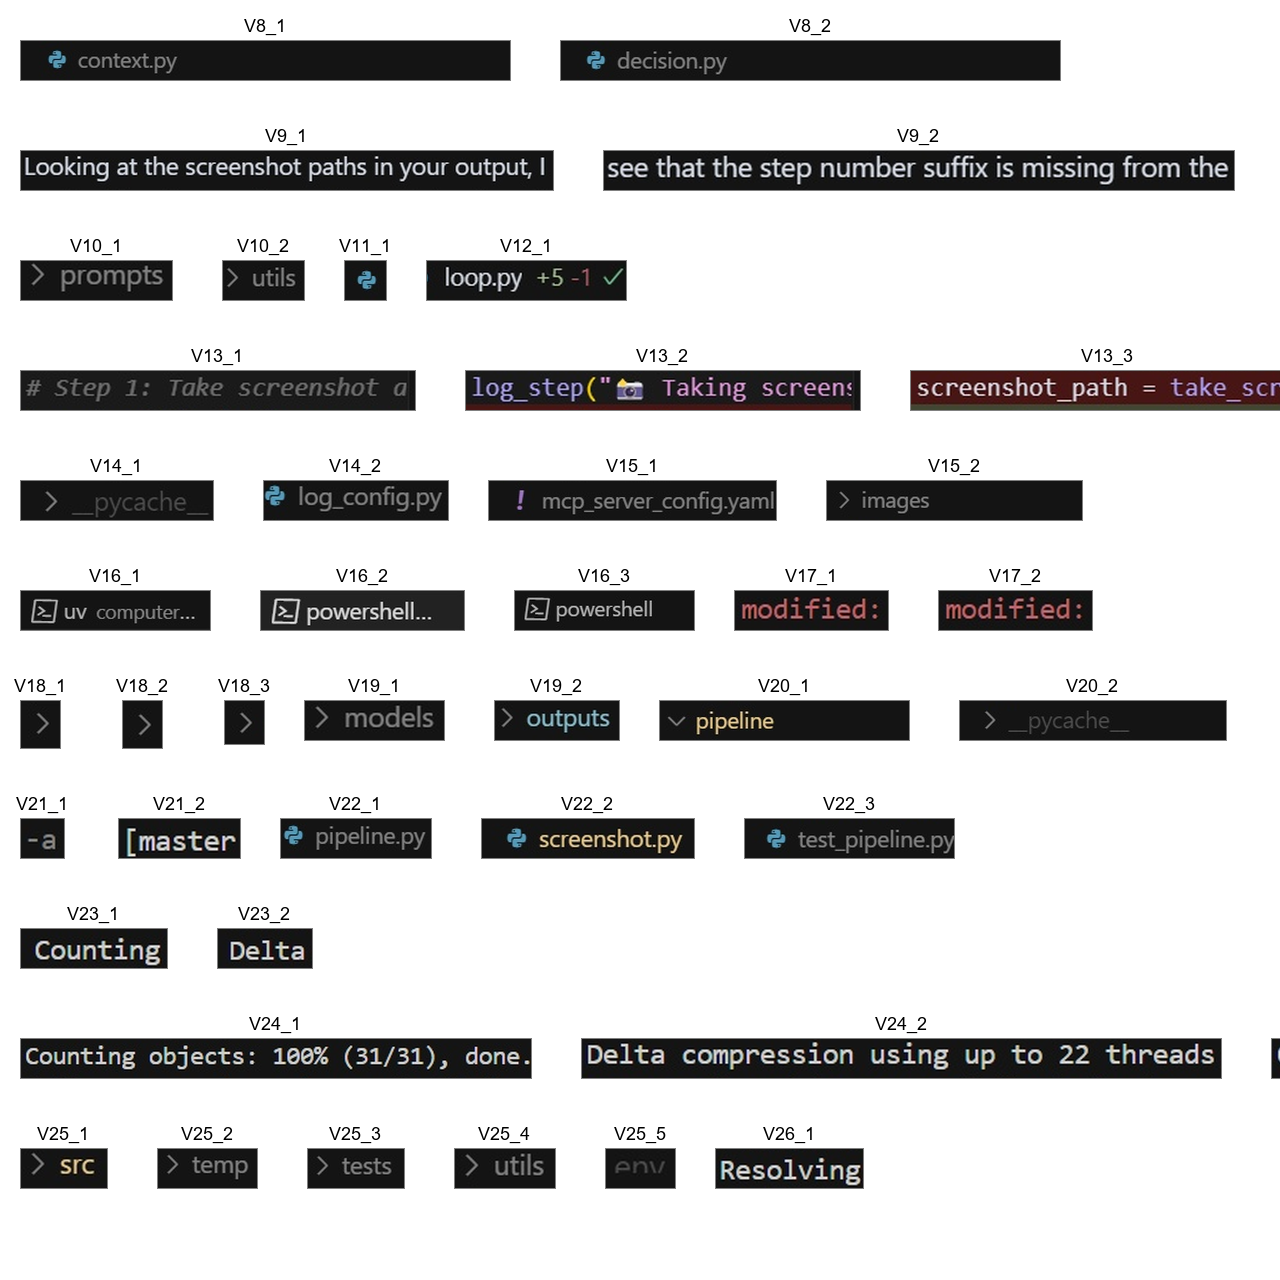 V8_1 V8_2
context.py decision.py
V9_1 V9_2
Looking at the screenshot paths in your output, I see that the step number suffix is missing from the
V10_1 V10_2 V11_1 V12_1
prompts utils loop.py +5 -1
V13_1 V13_2 V13_3
# Step 1: Take screenshot a log_step("📷 Taking screens screenshot_path = take_scr
V14_1 V14_2 V15_1 V15_2
__pycache__ log_config.py ! mcp_server_config.yaml images
V16_1 V16_2 V16_3 V17_1 V17_2
uv computer... powershell... powershell modified: modified:
V18_1 V18_2 V18_3 V19_1 V19_2 V20_1 V20_2
models outputs pipeline __pycache__
V21_1 V21_2 V22_1 V22_2 V22_3
-a [master pipeline.py screenshot.py test_pipeline.py
V23_1 V23_2
Counting Delta
V24_1 V24_2
Counting objects: 100% (31/31), done. Delta compression using up to 22 threads
V25_1 V25_2 V25_3 V25_4 V25_5 V26_1
src temp tests utils env Resolving